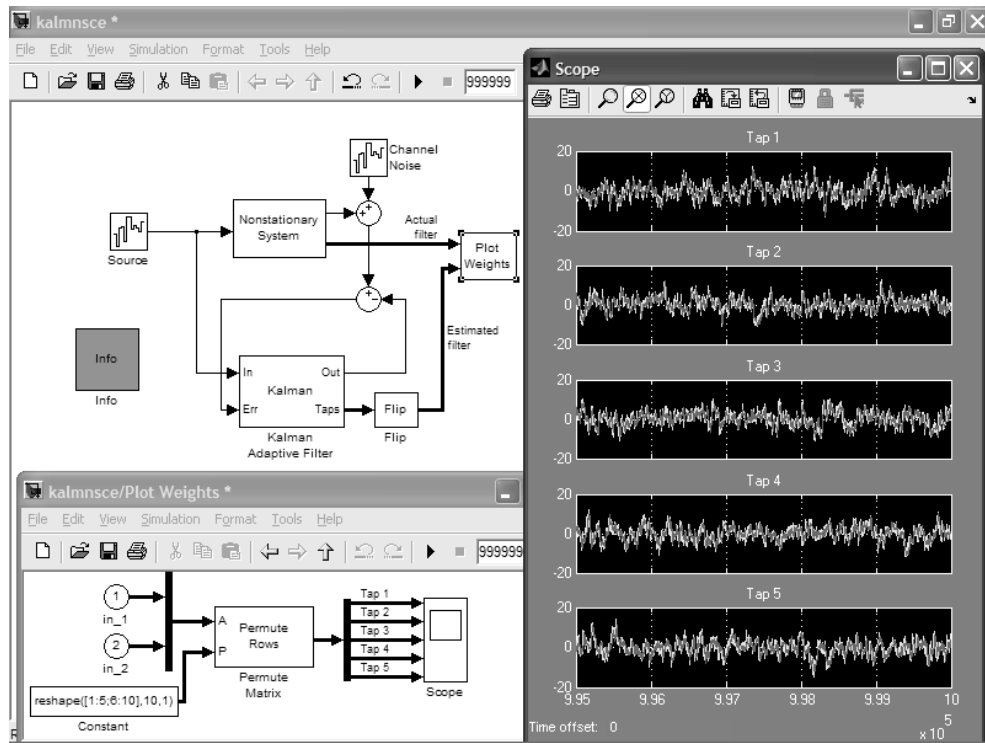 kalmnsce *
File Edit View Simulation Format Tools Help
999999
Channel
Noise
Source
Nonstationary
System
Actual
filter
Plot
Weights
Estimated
filter
Info
Info
In
Out
Kalman
Err
Taps
Kalman
Adaptive Filter
Flip
Flip
kalmnsce/Plot Weights *
File Edit View Simulation Format Tools Help
999999
1
in_1
2
in_2
A
P
Permute
Rows
Permute
Matrix
reshape([1:5;6:10],10,1)
Constant
Tap 1
Tap 2
Tap 3
Tap 4
Tap 5
Scope
Scope
Tap 1
20
0
-20
Tap 2
20
0
-20
Tap 3
20
0
-20
Tap 4
20
0
-20
Tap 5
20
0
-20
9.95 9.96 9.97 9.98 9.99 10
Time offset: 0
x 10 5